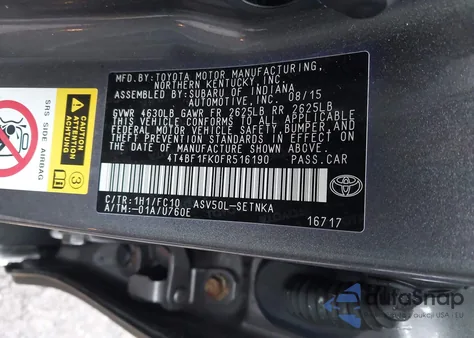 MFD. BY: TOYOTA MOTOR MANUFACTURING,
NORTHERN KENTUCKY, INC.
ASSEMBLED BY: SUBARU OF INDIANA
AUTOMOTIVE, INC. 08/15
GVWR 4630LB GAWR FR 2625LB RR 2625LB
THIS VEHICLE CONFORMS TO ALL APPLICABLE
FEDERAL MOTOR VEHICLE SAFETY, BUMPER, AND
THEFT PREVENTION STANDARDS IN EFFECT ON
THE DATE OF MANUFACTURE SHOWN ABOVE.
4T4BF1FK0FR516190 PASS.CAR
C/TR:1H1/FC10 ASV50L-SETNKA
A/TM:-01A/U760E
16717
TOYOTA
SRS SIDE AIRBAG
CAUTION
ATTENTION
ACHTUNG
autosnap